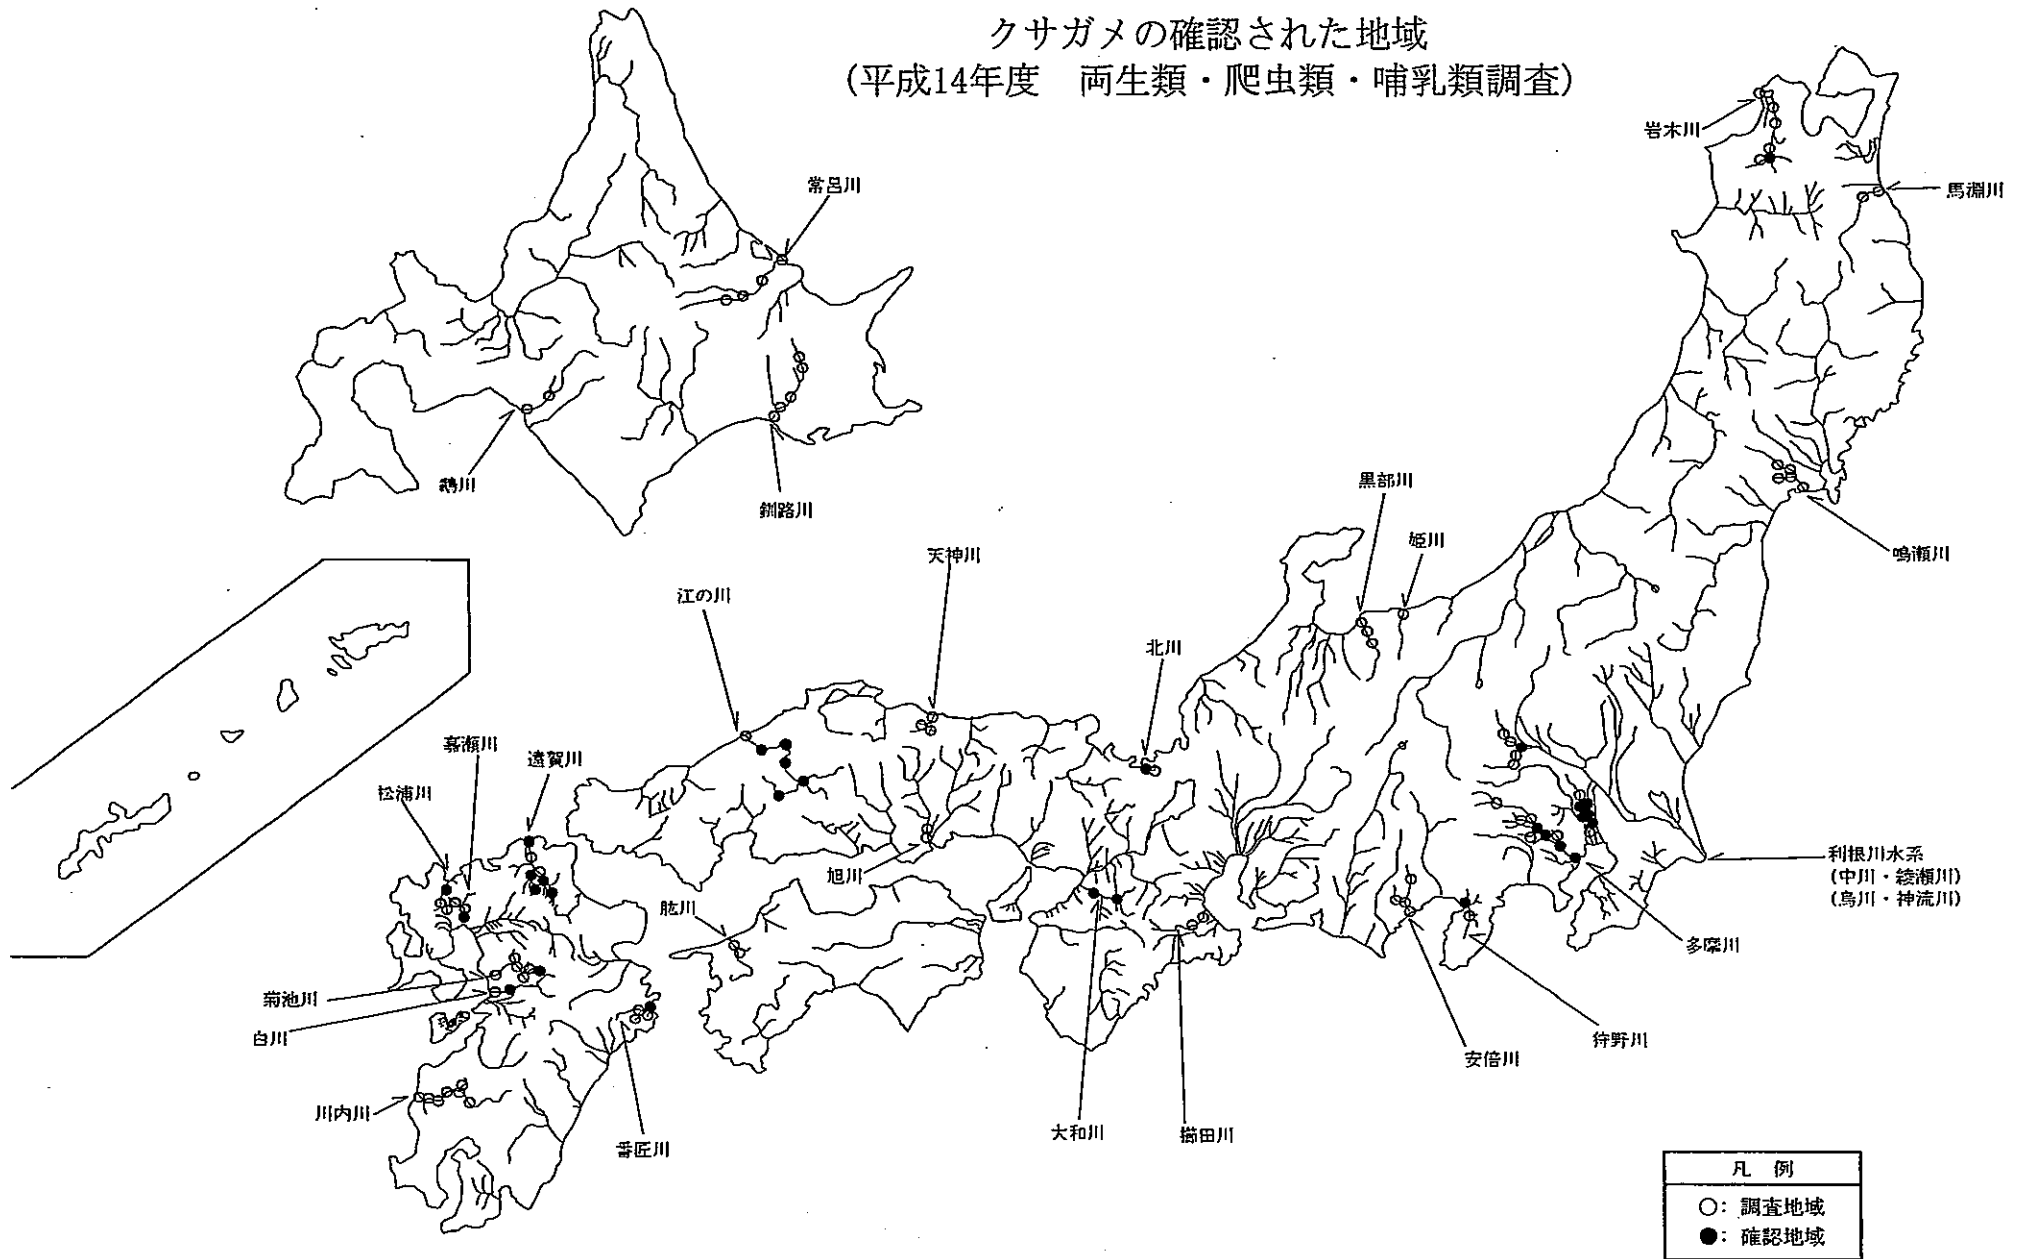 クサガメの確認された地域
(平成14年度　両生類・爬虫類・哺乳類調査)
岩木川
馬淵川
常呂川
鵡川
釧路川
黒部川
姫川
鳴瀬川
天神川
江の川
北川
嘉瀬川
遠賀川
松浦川
旭川
肱川
利根川水系
(中川・綾瀬川)
(烏川・神流川)
多摩川
菊池川
白川
狩野川
安倍川
川内川
番匠川
大和川
櫛田川
凡 例
○: 調査地域
●: 確認地域